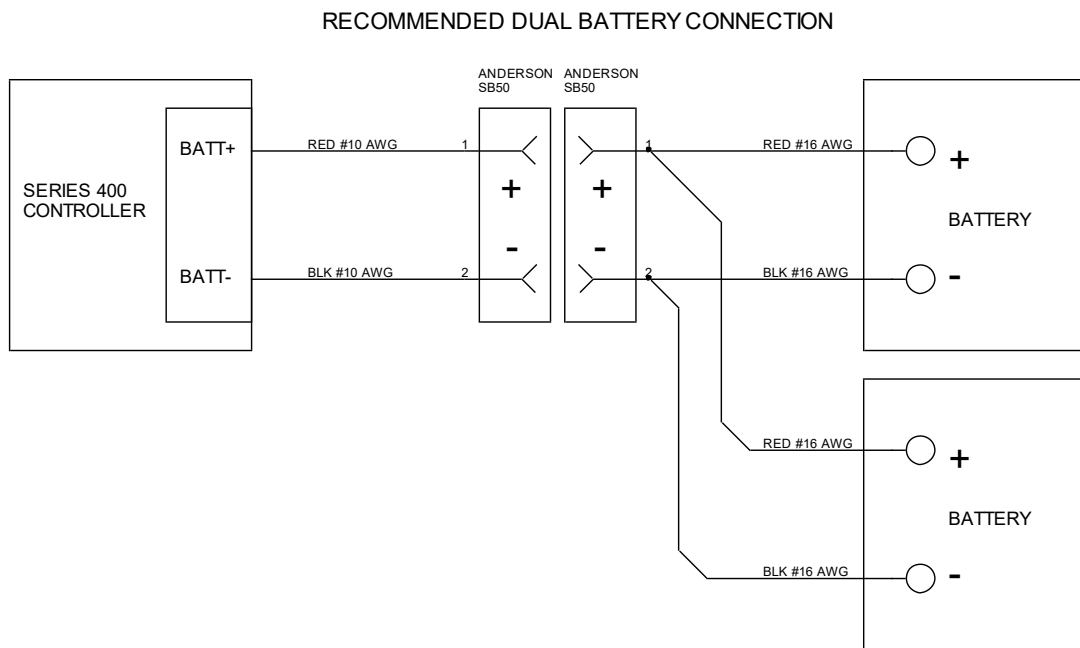 RECOMMENDED DUAL BATTERY CONNECTION
ANDERSON
SB50
ANDERSON
SB50
SERIES 400
CONTROLLER
BATT+
RED #10 AWG
1
+
-
BATT-
BLK #10 AWG
2
1
+
-
2
RED #16 AWG
+
BATTERY
BLK #16 AWG
-
RED #16 AWG
+
BATTERY
BLK #16 AWG
-